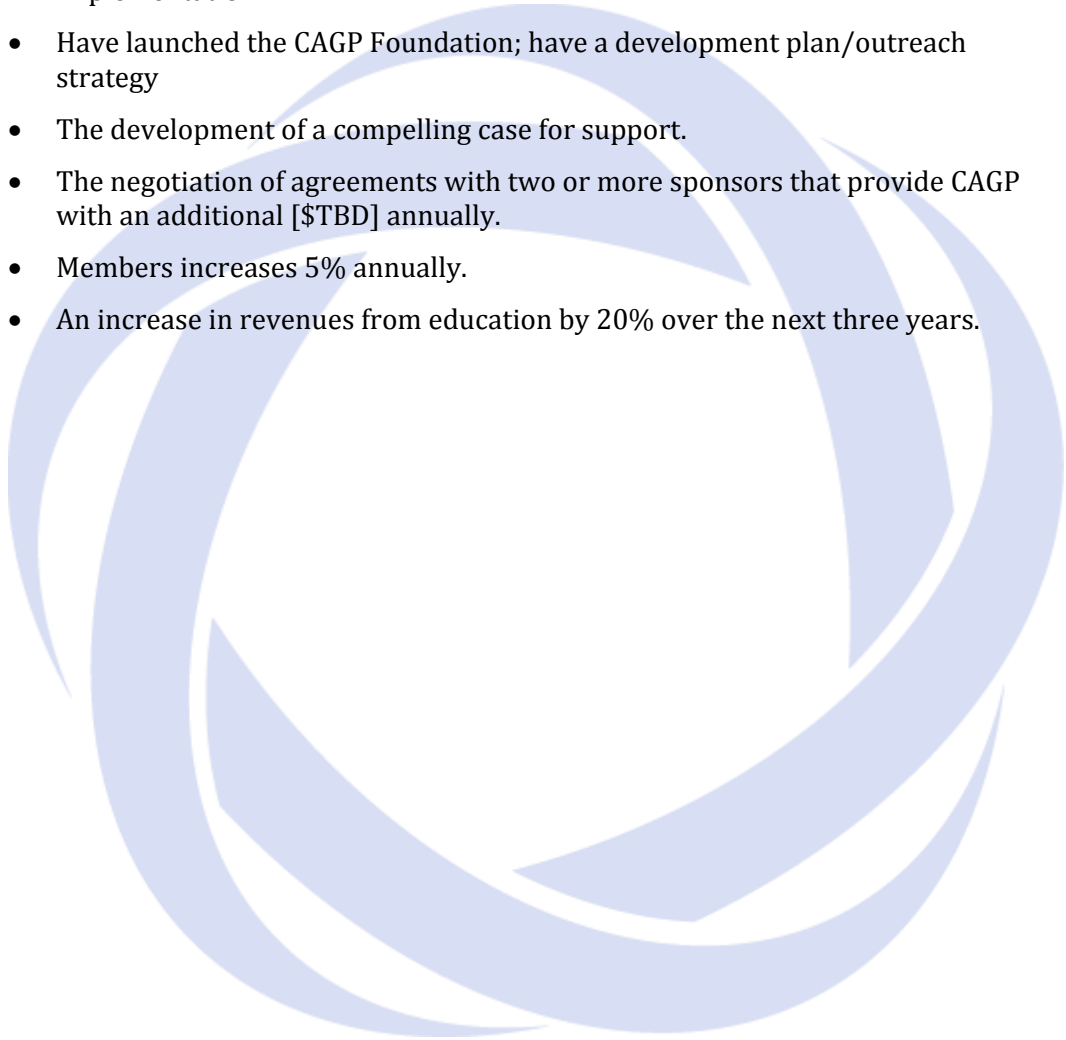 • Have launched the CAGP Foundation; have a development plan/outreach
strategy
• The development of a compelling case for support.
• The negotiation of agreements with two or more sponsors that provide CAGP
with an additional [$TBD] annually.
• Members increases 5% annually.
• An increase in revenues from education by 20% over the next three years.